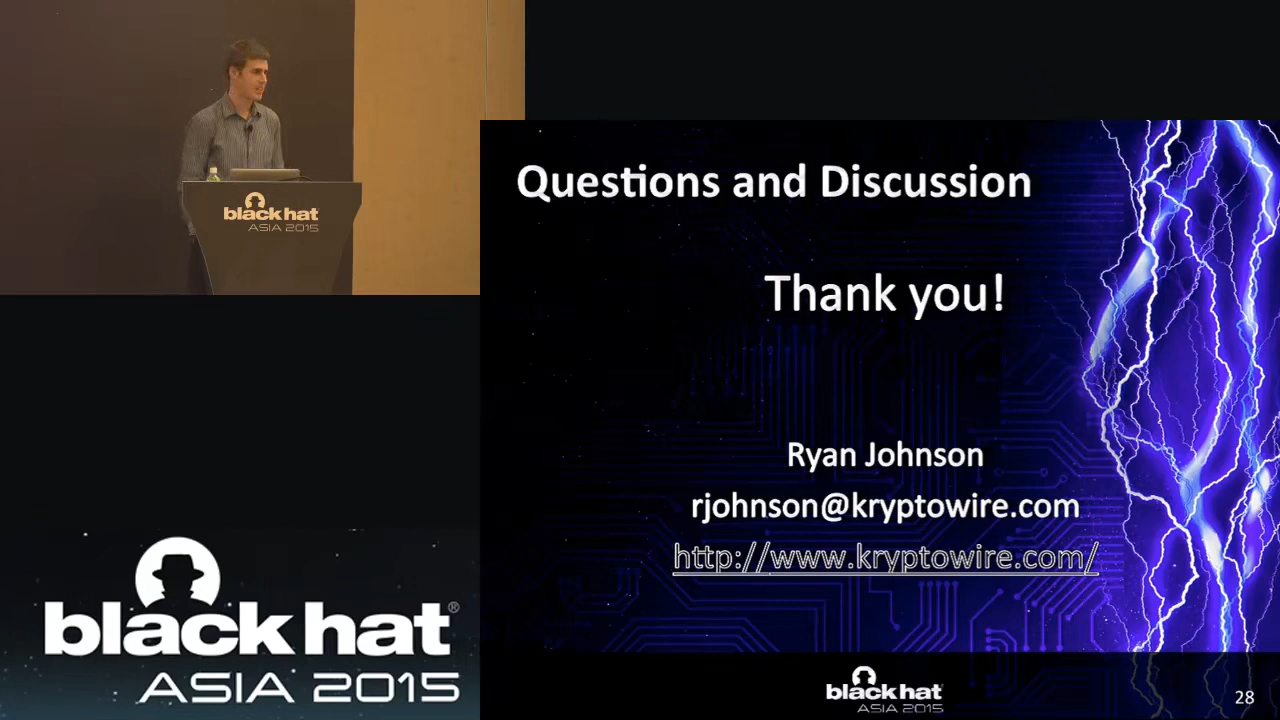 black hat
ASIA 2015
Questions and Discussion
Thank you!
Ryan Johnson
rjohnson@kryptowire.com
http://www.kryptowire.com/
black hat®
ASIA 2015
black hat
ASIA 2015
28